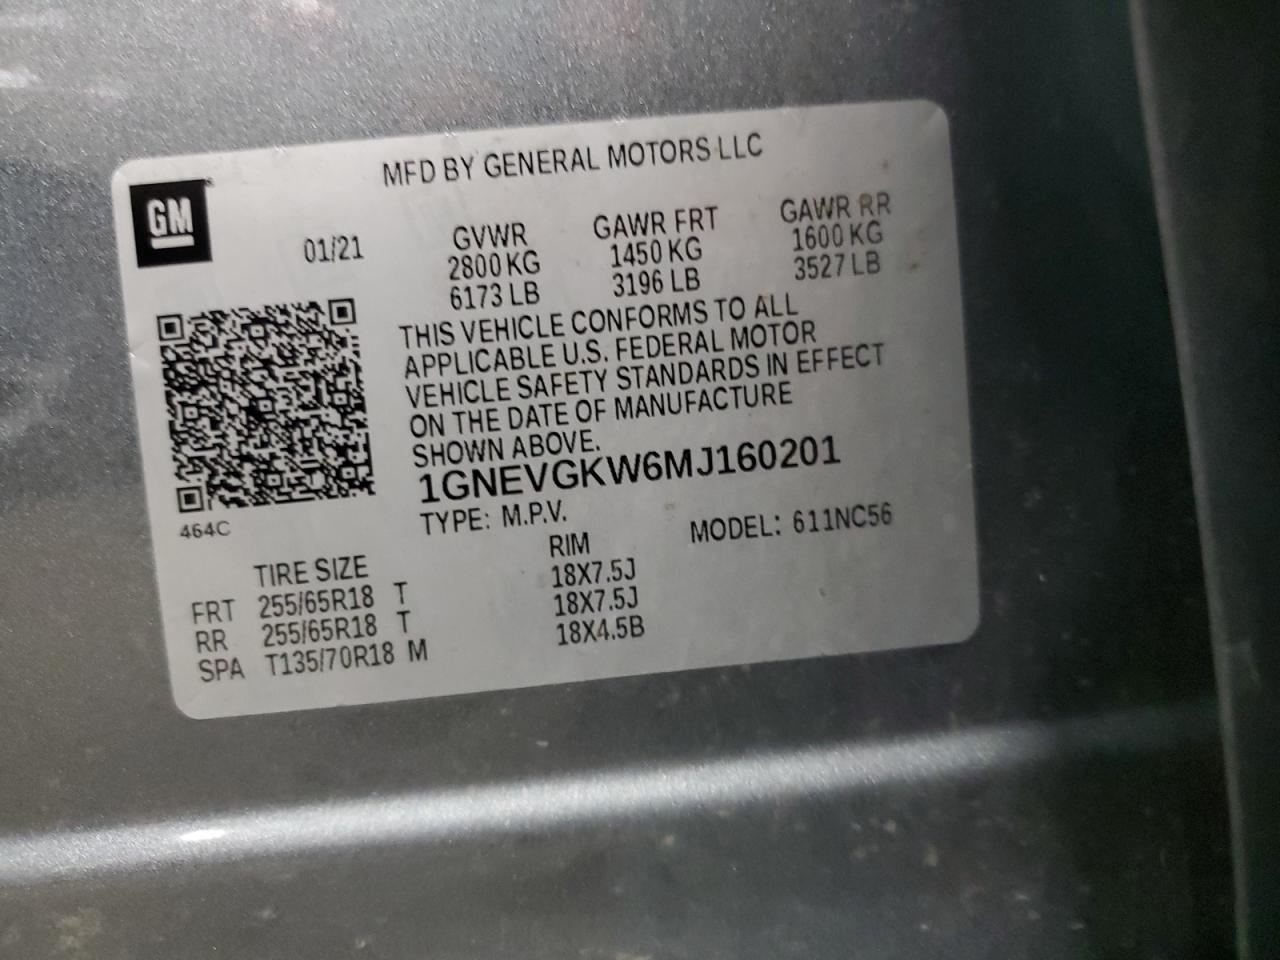 MFD BY GENERAL MOTORS LLC
GM
01/21
GVWR GAWR FRT GAWR RR
2800 KG 1450 KG 1600 KG
6173 LB 3196 LB 3527 LB
THIS VEHICLE CONFORMS TO ALL
APPLICABLE U.S. FEDERAL MOTOR
VEHICLE SAFETY STANDARDS IN EFFECT
ON THE DATE OF MANUFACTURE
SHOWN ABOVE.
1GNEVGKW6MJ160201
464C
TYPE: M.P.V. MODEL: 611NC56
TIRE SIZE RIM
FRT 255/65R18 T 18X7.5J
RR 255/65R18 T 18X7.5J
SPA T135/70R18 M 18X4.5B